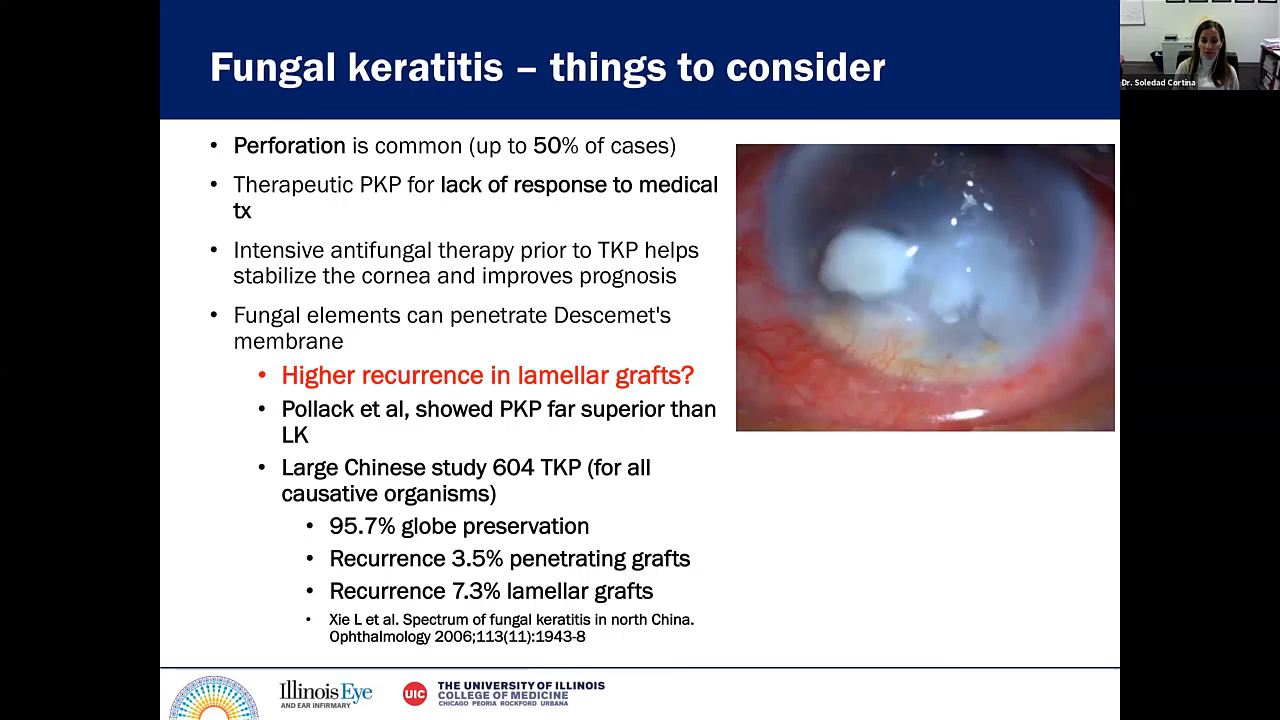 Fungal keratitis – things to consider
Dr. Soledad Cortina
• Perforation is common (up to 50% of cases)
• Therapeutic PKP for lack of response to medical
tx
• Intensive antifungal therapy prior to TKP helps
stabilize the cornea and improves prognosis
• Fungal elements can penetrate Descemet's
membrane
• Higher recurrence in lamellar grafts?
• Pollack et al, showed PKP far superior than
LK
• Large Chinese study 604 TKP (for all
causative organisms)
• 95.7% globe preservation
• Recurrence 3.5% penetrating grafts
• Recurrence 7.3% lamellar grafts
• Xie L et al. Spectrum of fungal keratitis in north China.
Ophthalmology 2006;113(11):1943-8
Illinois Eye
AND EAR INFIRMARY
UIC
THE UNIVERSITY OF ILLINOIS
COLLEGE OF MEDICINE
CHICAGO PEORIA ROCKFORD URBANA